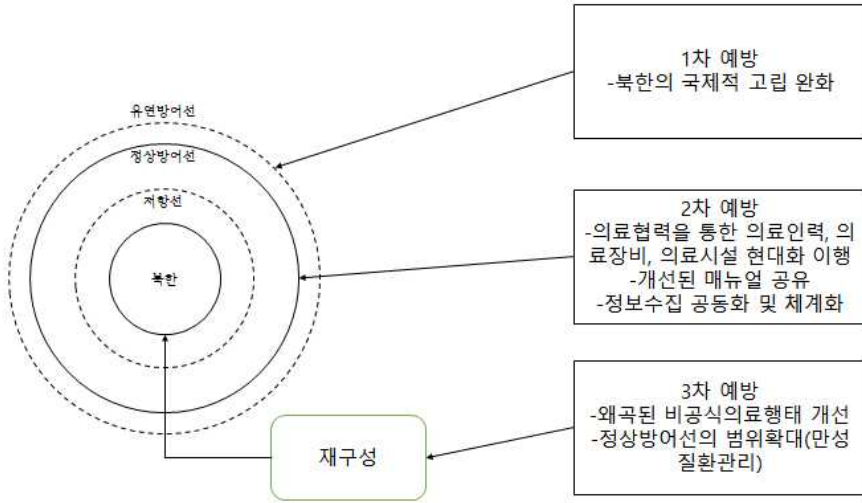 1차 예방
-북한의 국제적 고립 완화
유연방어선
정상방어선
저항선
북한
2차 예방
-의료협력을 통한 의료인력, 의
료장비, 의료시설 현대화 이행
-개선된 매뉴얼 공유
-정보수집 공동화 및 체계화
3차 예방
-왜곡된 비공식의료행태 개선
-정상방어선의 범위확대(만성
질환관리)
재구성